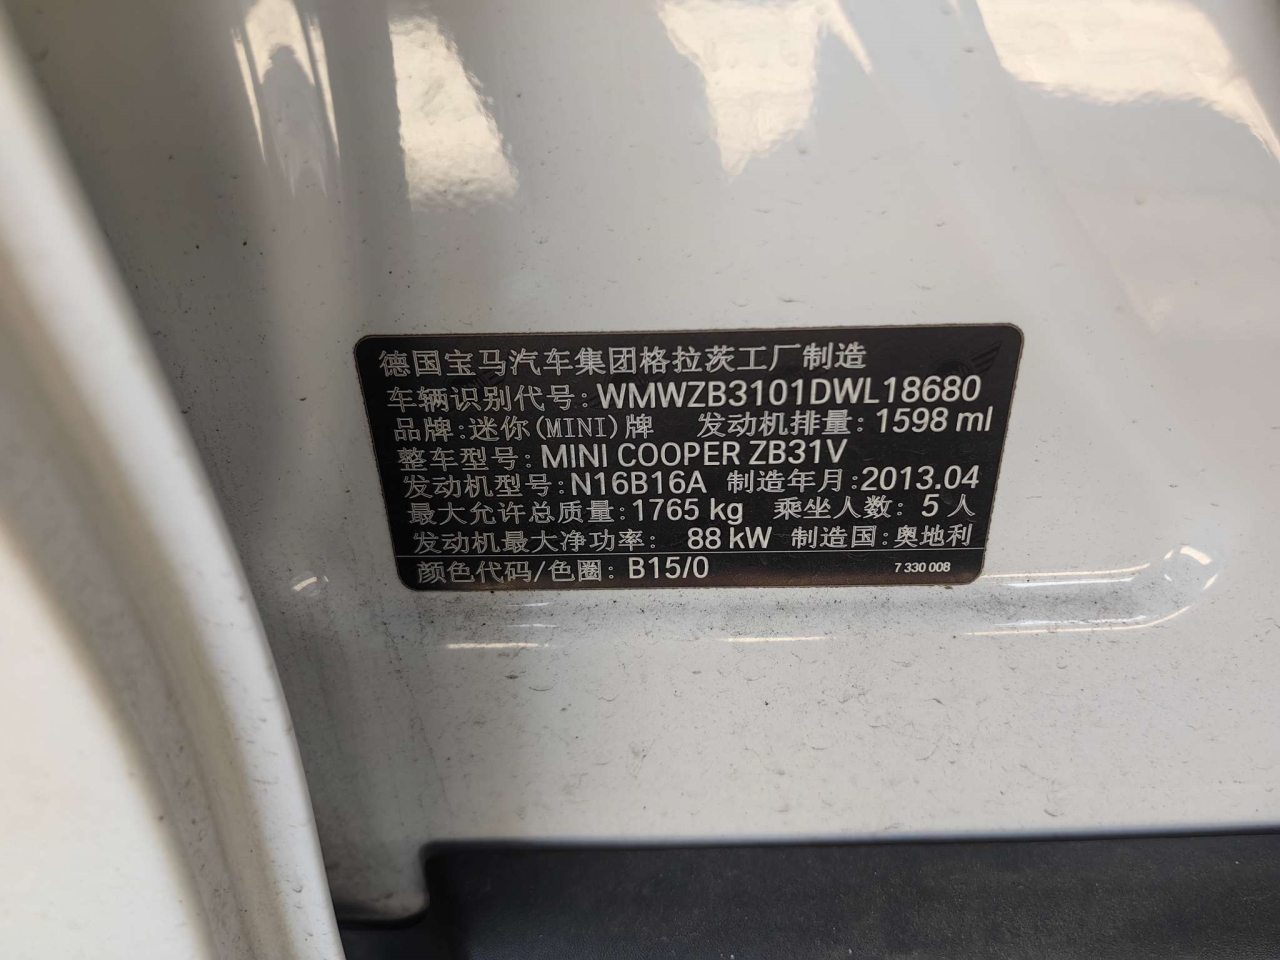 德国宝马汽车集团格拉茨工厂制造
车辆识别代号: WMWZB3101DWL18680
品牌:迷你(MINI)牌 发动机排量: 1598 ml
整车型号: MINI COOPER ZB31V
发动机型号: N16B16A 制造年月:2013.04
最大允许总质量:1765 kg 乘坐人数: 5 人
发动机最大净功率: 88 kW 制造国:奥地利
颜色代码/色圈: B15/0 7 330 008